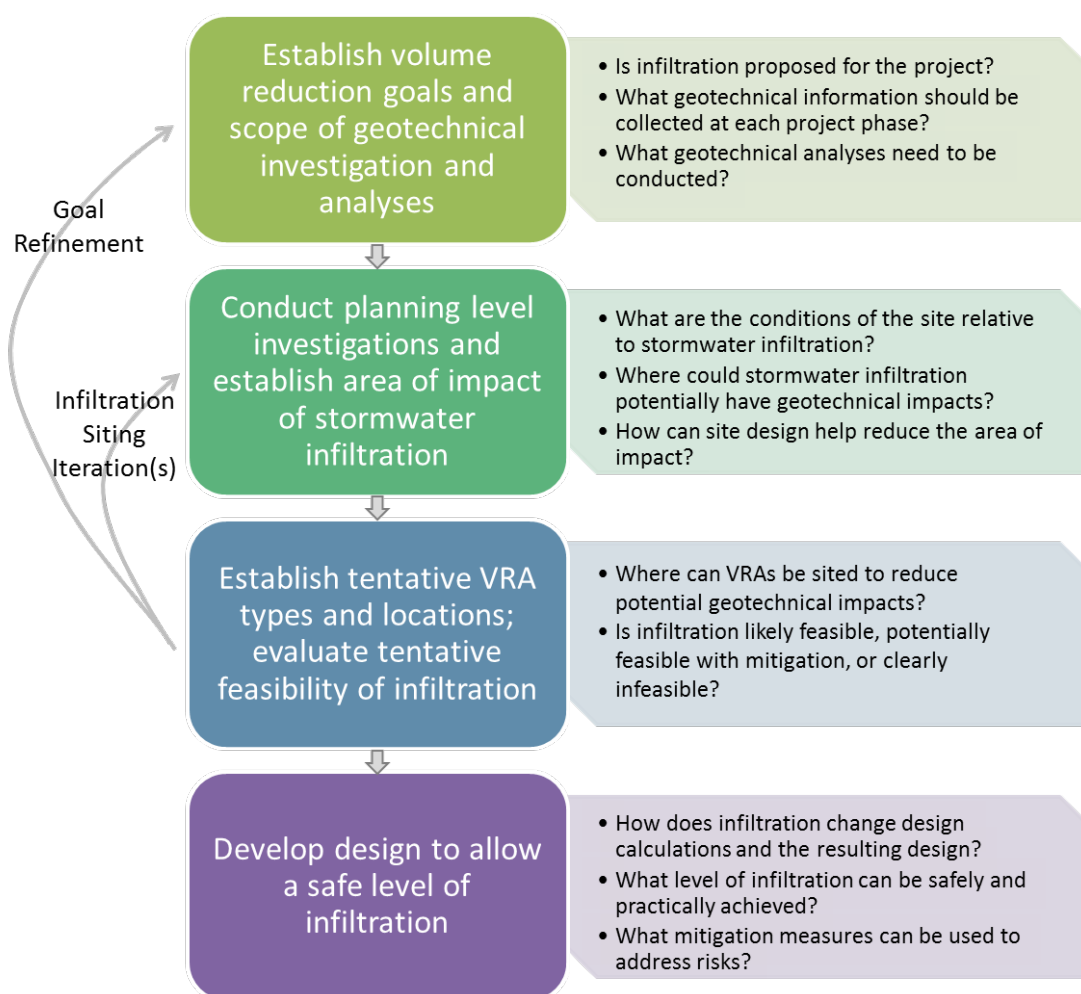 Establish volume
reduction goals and
scope of geotechnical
investigation and
analyses
• Is infiltration proposed for the project?
• What geotechnical information should be
collected at each project phase?
• What geotechnical analyses need to be
conducted?
Goal
Refinement
Conduct planning level
investigations and
establish area of impact
of stormwater
infiltration
• What are the conditions of the site relative
to stormwater infiltration?
• Where could stormwater infiltration
potentially have geotechnical impacts?
• How can site design help reduce the area of
impact?
Infiltration
Siting
Iteration(s)
Establish tentative VRA
types and locations;
evaluate tentative
feasibility of infiltration
• Where can VRAs be sited to reduce
potential geotechnical impacts?
• Is infiltration likely feasible, potentially
feasible with mitigation, or clearly
infeasible?
Develop design to allow
a safe level of
infiltration
• How does infiltration change design
calculations and the resulting design?
• What level of infiltration can be safely and
practically achieved?
• What mitigation measures can be used to
address risks?